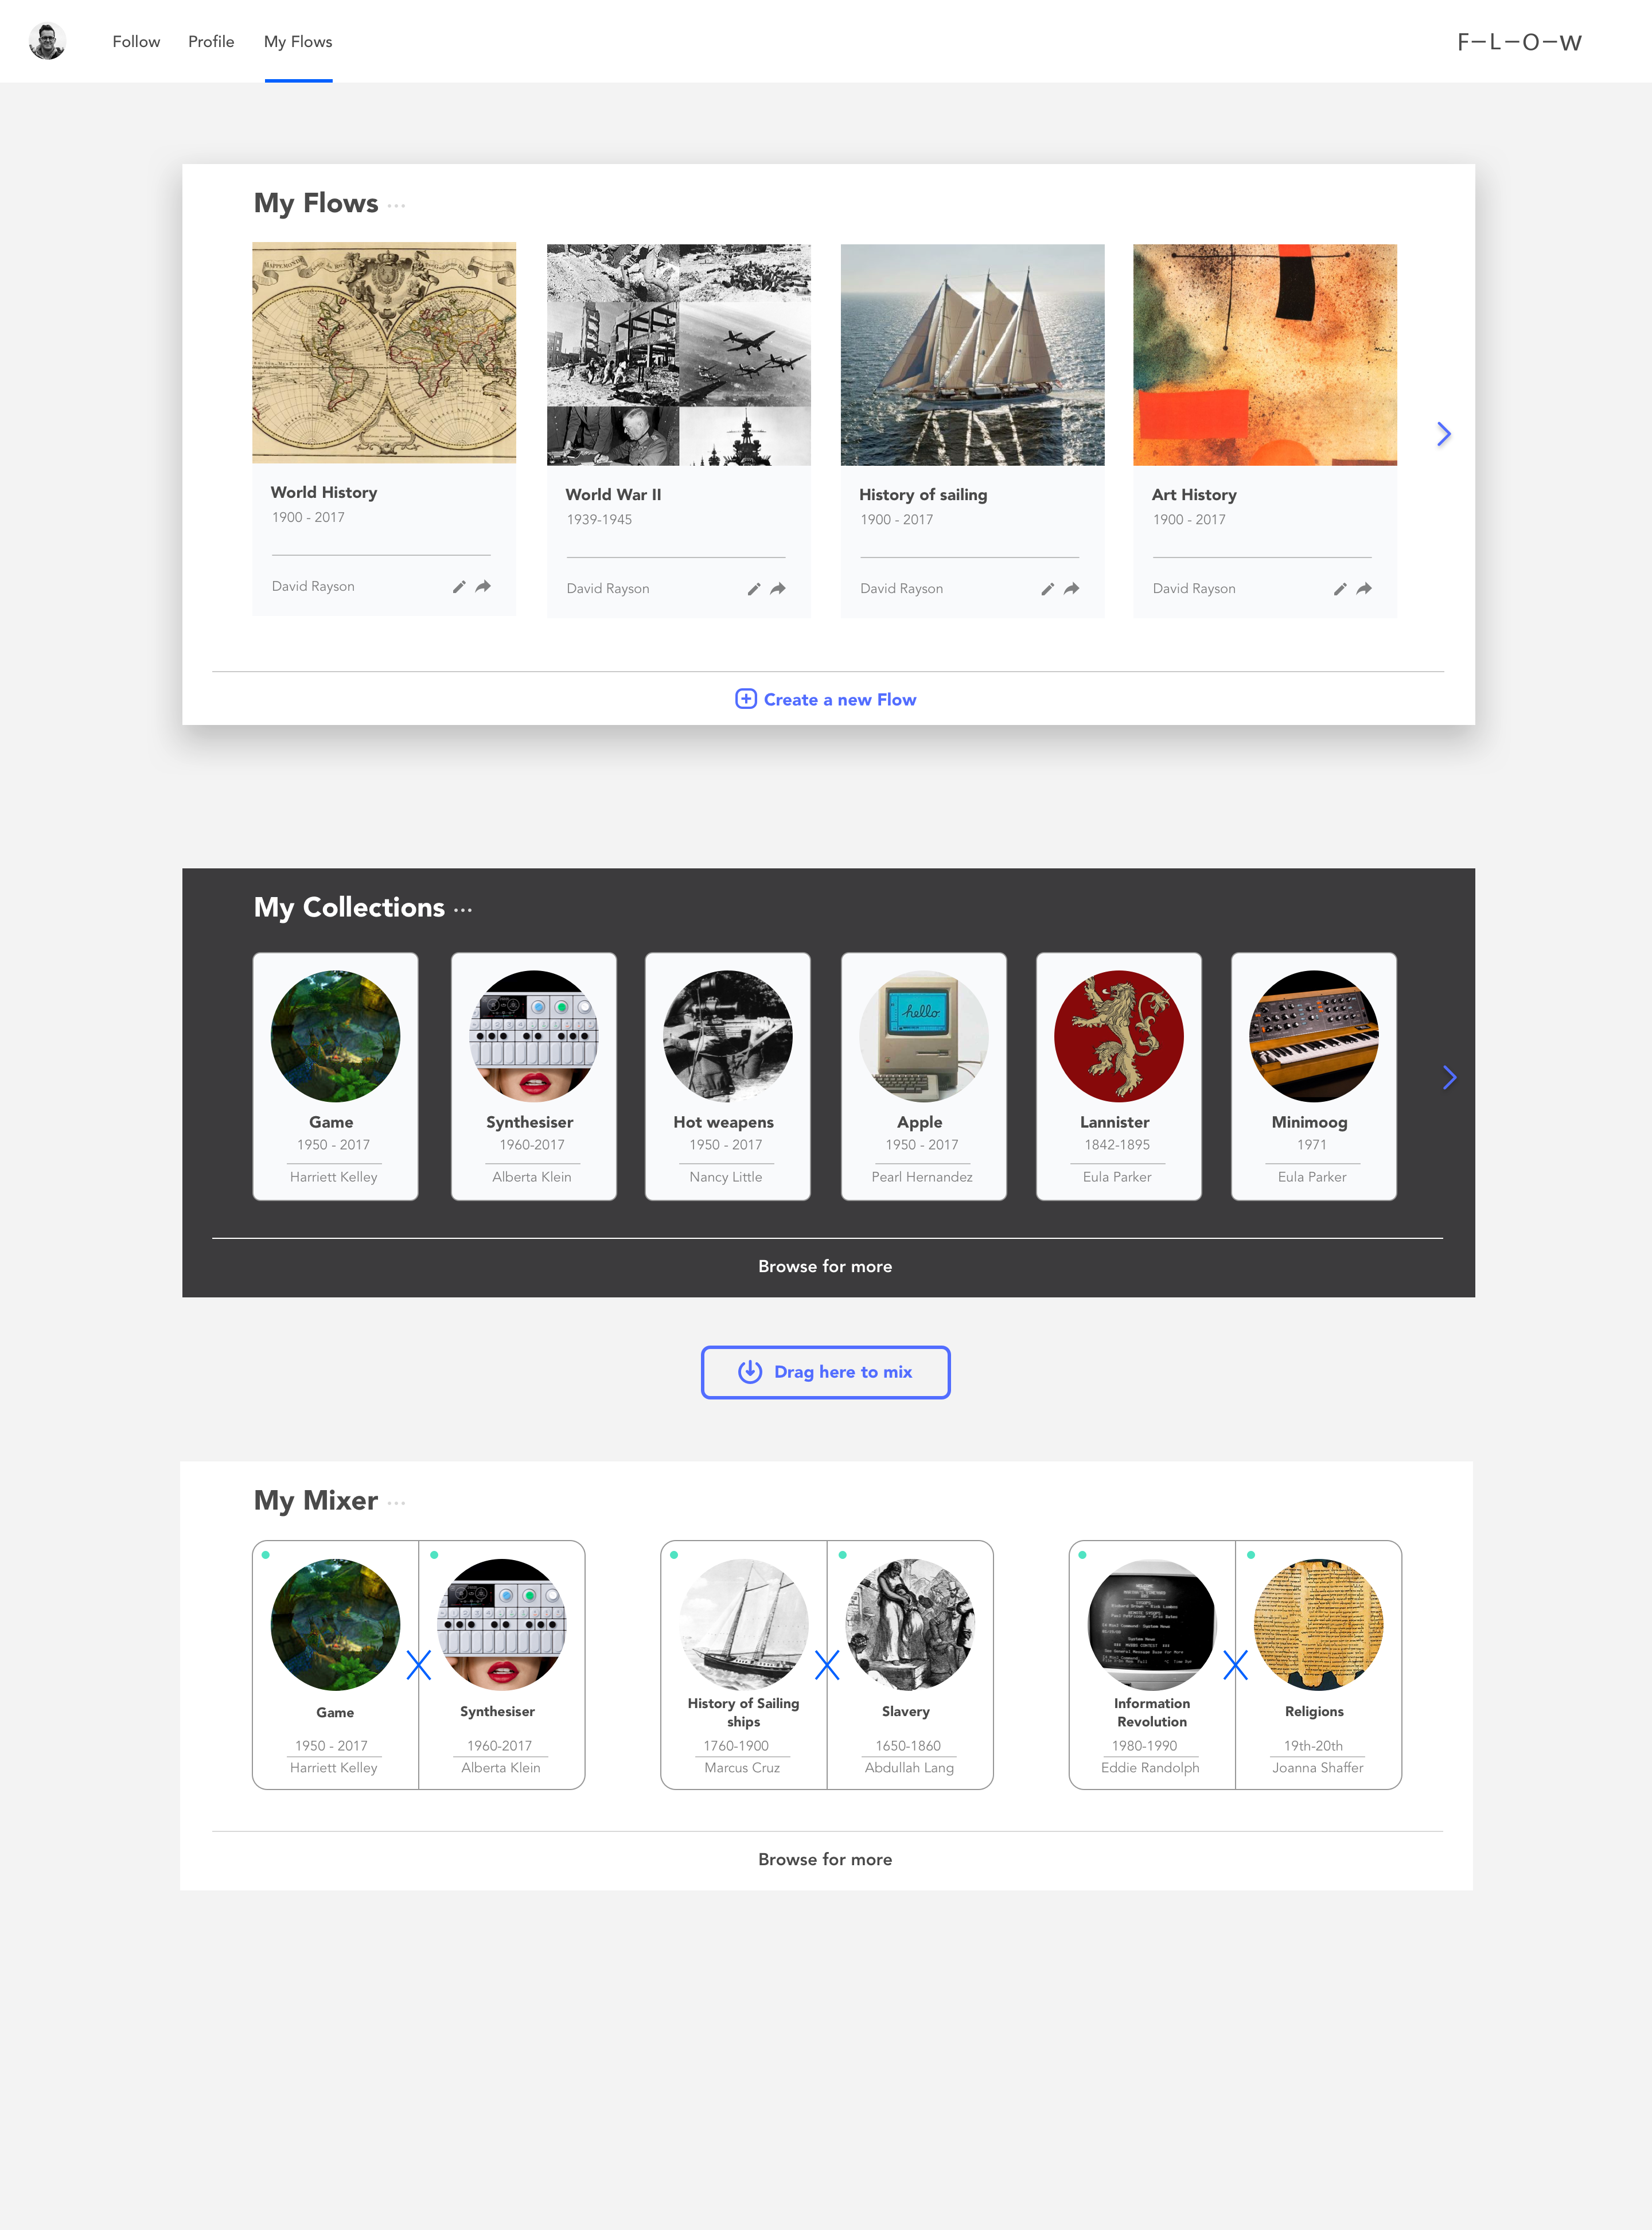 Follow Profile My Flows F–L–O–W
My Flows ...
MAPPEMONDE
miró
World History
1900 - 2017
David Rayson
World War II
1939-1945
David Rayson
History of sailing
1900 - 2017
David Rayson
Art History
1900 - 2017
David Rayson
Create a new Flow
My Collections ...
hello.
Game
1950 - 2017
Harriett Kelley
Synthesiser
1960-2017
Alberta Klein
Hot weapens
1950 - 2017
Nancy Little
Apple
1950 - 2017
Pearl Hernandez
Lannister
1842-1895
Eula Parker
Minimoog
1971
Eula Parker
Browse for more
Drag here to mix
My Mixer ...
Game
1950 - 2017
Harriett Kelley
Synthesiser
1960-2017
Alberta Klein
History of Sailing
ships
1760-1900
Marcus Cruz
Slavery
1650-1860
Abdullah Lang
Information
Revolution
1980-1990
Eddie Randolph
Religions
19th-20th
Joanna Shaffer
Browse for more